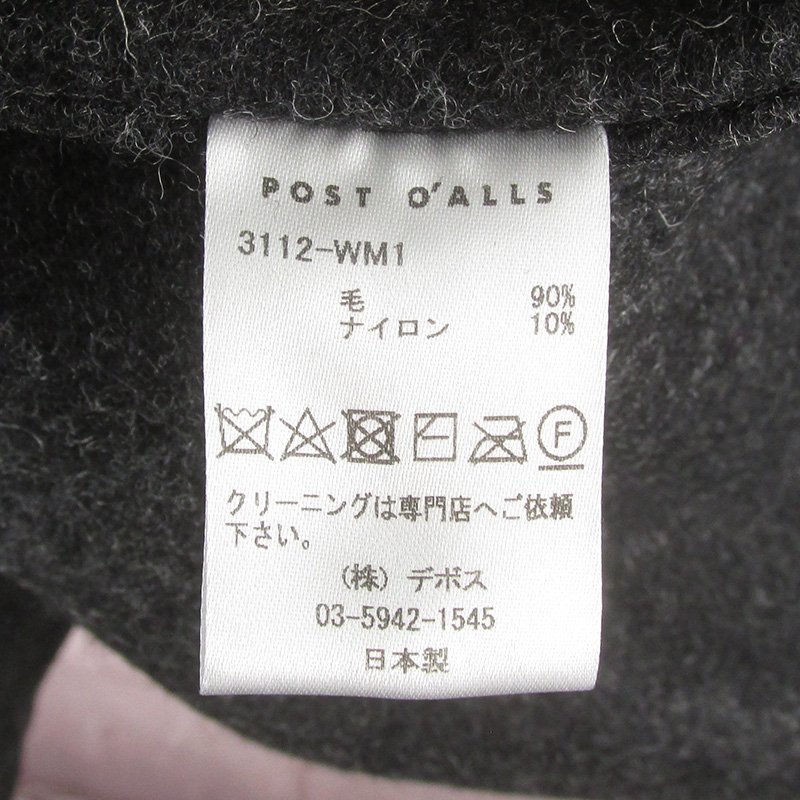 POST O'ALLS
3112-WM1
毛 90%
ナイロン 10%
F
クリーニングは専門店へご依頼
下さい。
(株) デボス
03-5942-1545
日本製